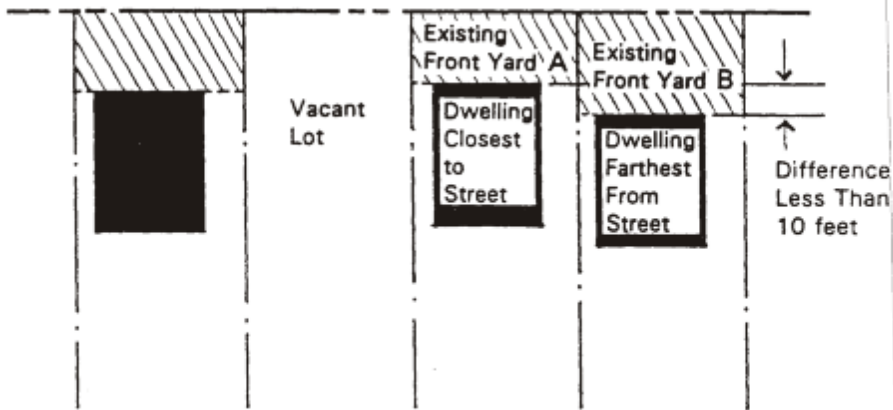 Existing
Front Yard A
Existing
Front Yard B
Vacant
Lot
Dwelling
Closest
to
Street
Dwelling
Farthest
From
Street
Difference
Less Than
10 feet